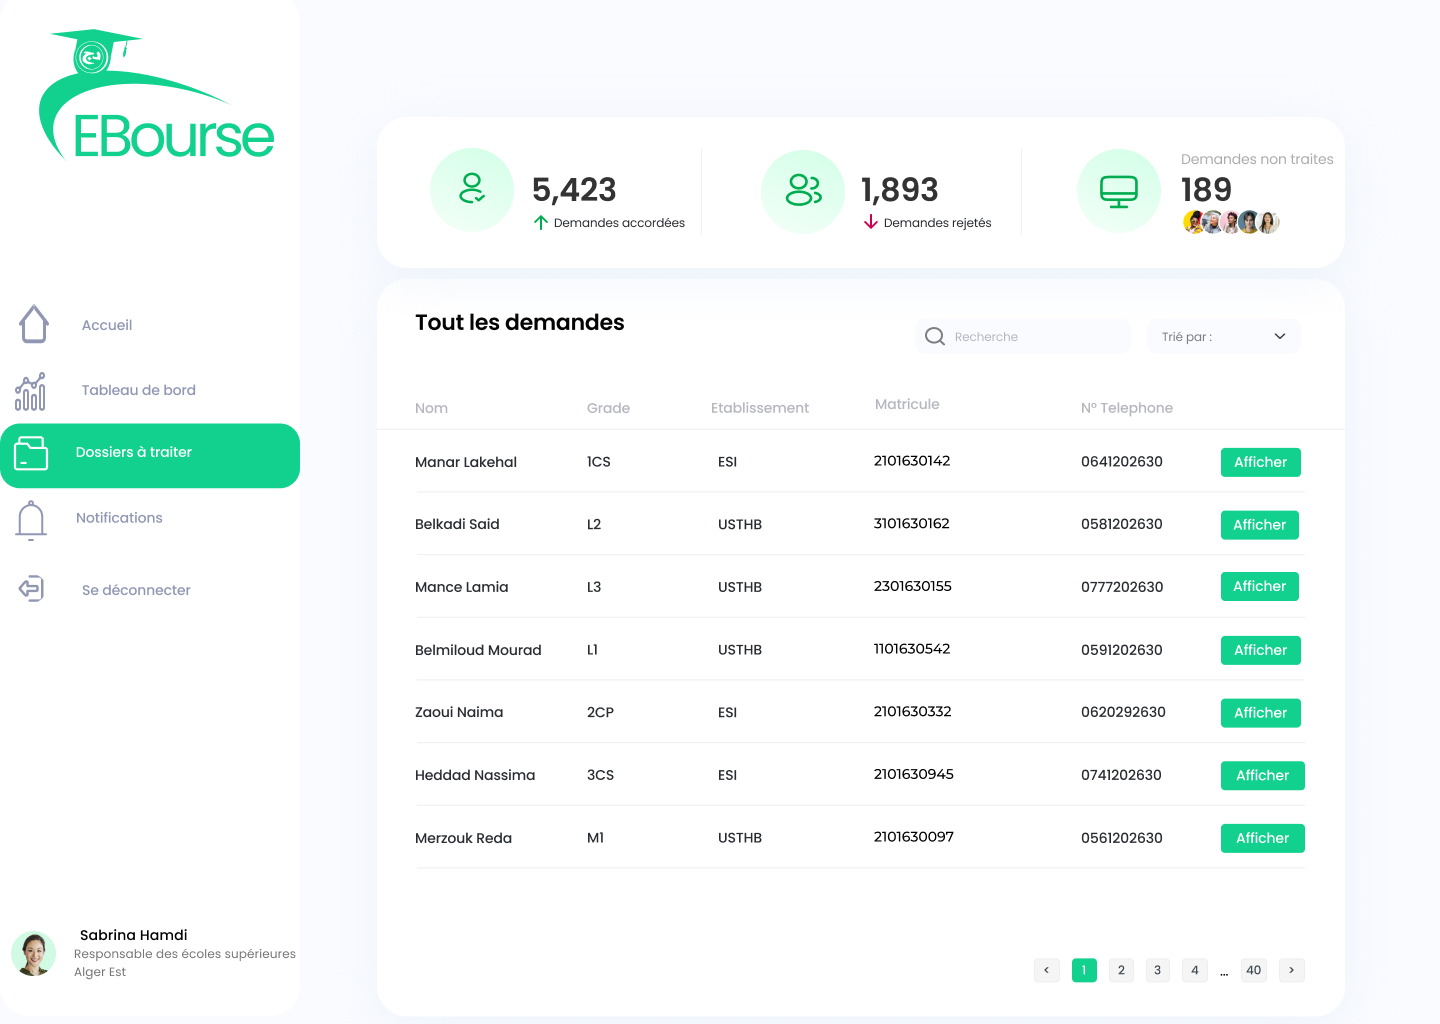 EBourse
Accueil
Tableau de bord
Dossiers à traiter
Notifications
Se déconnecter
Sabrina Hamdi
Responsable des écoles supérieures
Alger Est
5,423
Demandes accordées
1,893
Demandes rejetés
Demandes non traites
189
Tout les demandes
Recherche
Trié par :
Nom Grade Etablissement Matricule N° Telephone
Manar Lakehal 1CS ESI 2101630142 0641202630 Afficher
Belkadi Said L2 USTHB 3101630162 0581202630 Afficher
Mance Lamia L3 USTHB 2301630155 0777202630 Afficher
Belmiloud Mourad L1 USTHB 1101630542 0591202630 Afficher
Zaoui Naima 2CP ESI 2101630332 0620292630 Afficher
Heddad Nassima 3CS ESI 2101630945 0741202630 Afficher
Merzouk Reda M1 USTHB 2101630097 0561202630 Afficher
< 1 2 3 4 ... 40 >